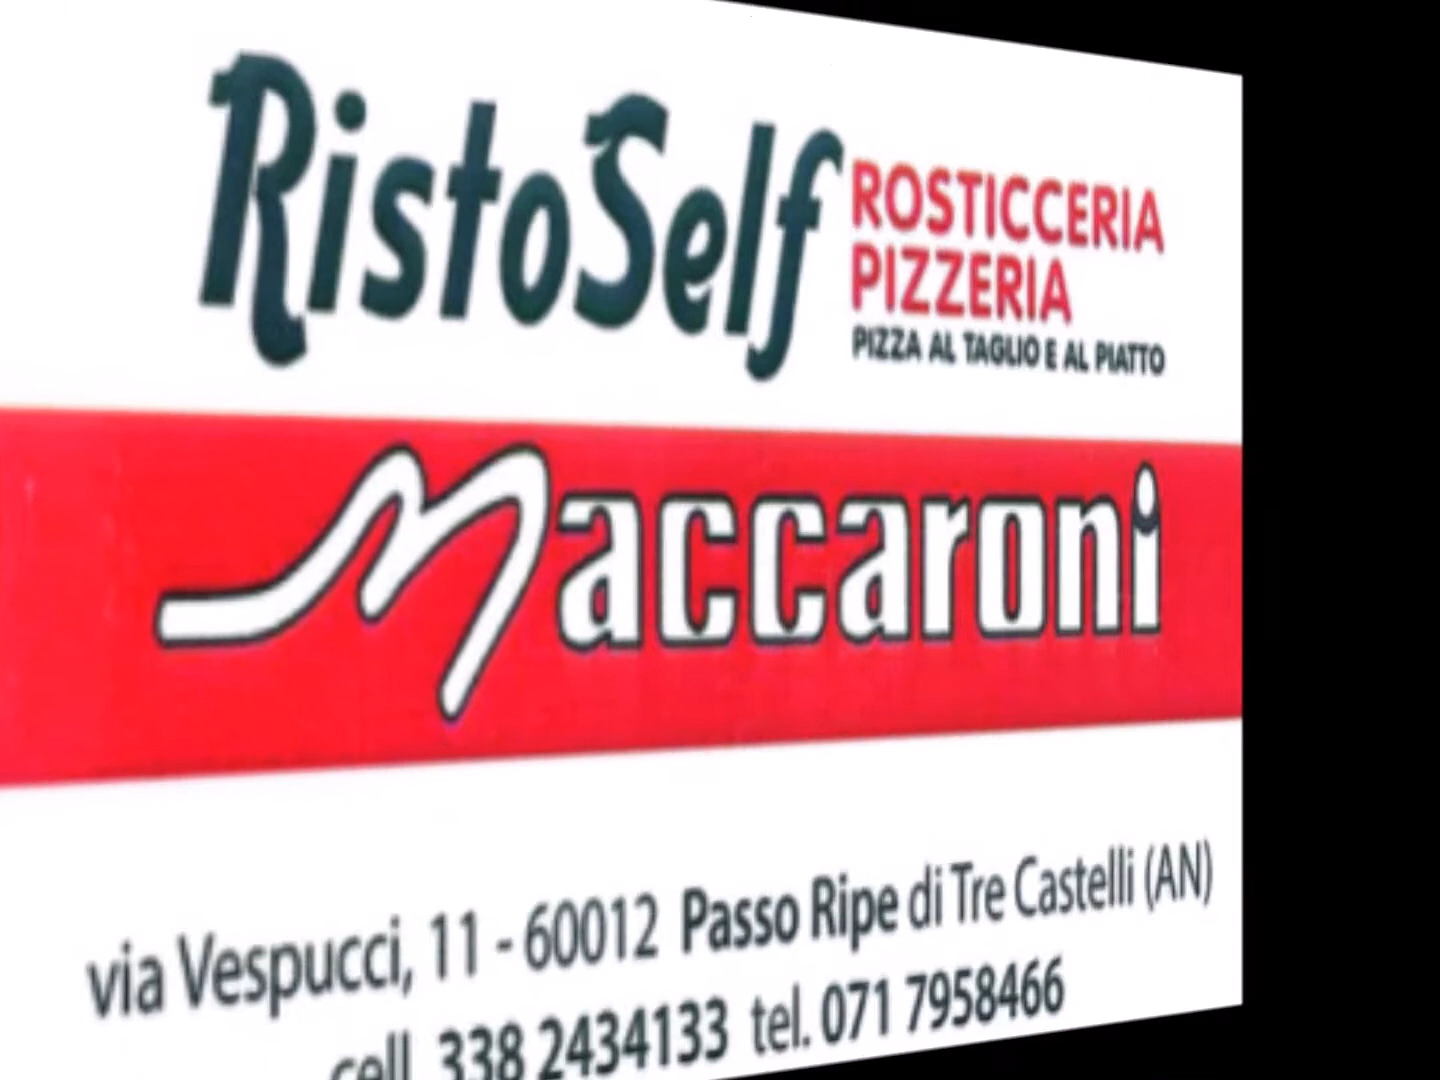 RistoSelf
ROSTICCERIA
PIZZERIA
PIZZA AL TAGLIO E AL PIATTO
Maccaroni
via Vespucci, 11 - 60012 Passo Ripe di Tre Castelli (AN)
cell. 338 2434133 tel. 071 7958466